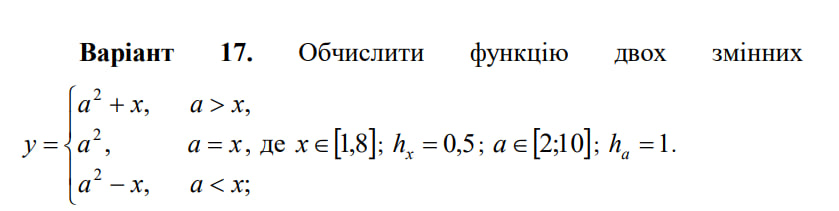 Варіант 17. Обчислити функцію двох змінних
a² + x, a > x,
y = { a², a = x, де x ∈ [1,8]; hₓ = 0,5; a ∈ [2;10]; hₐ = 1.
a² − x, a < x;